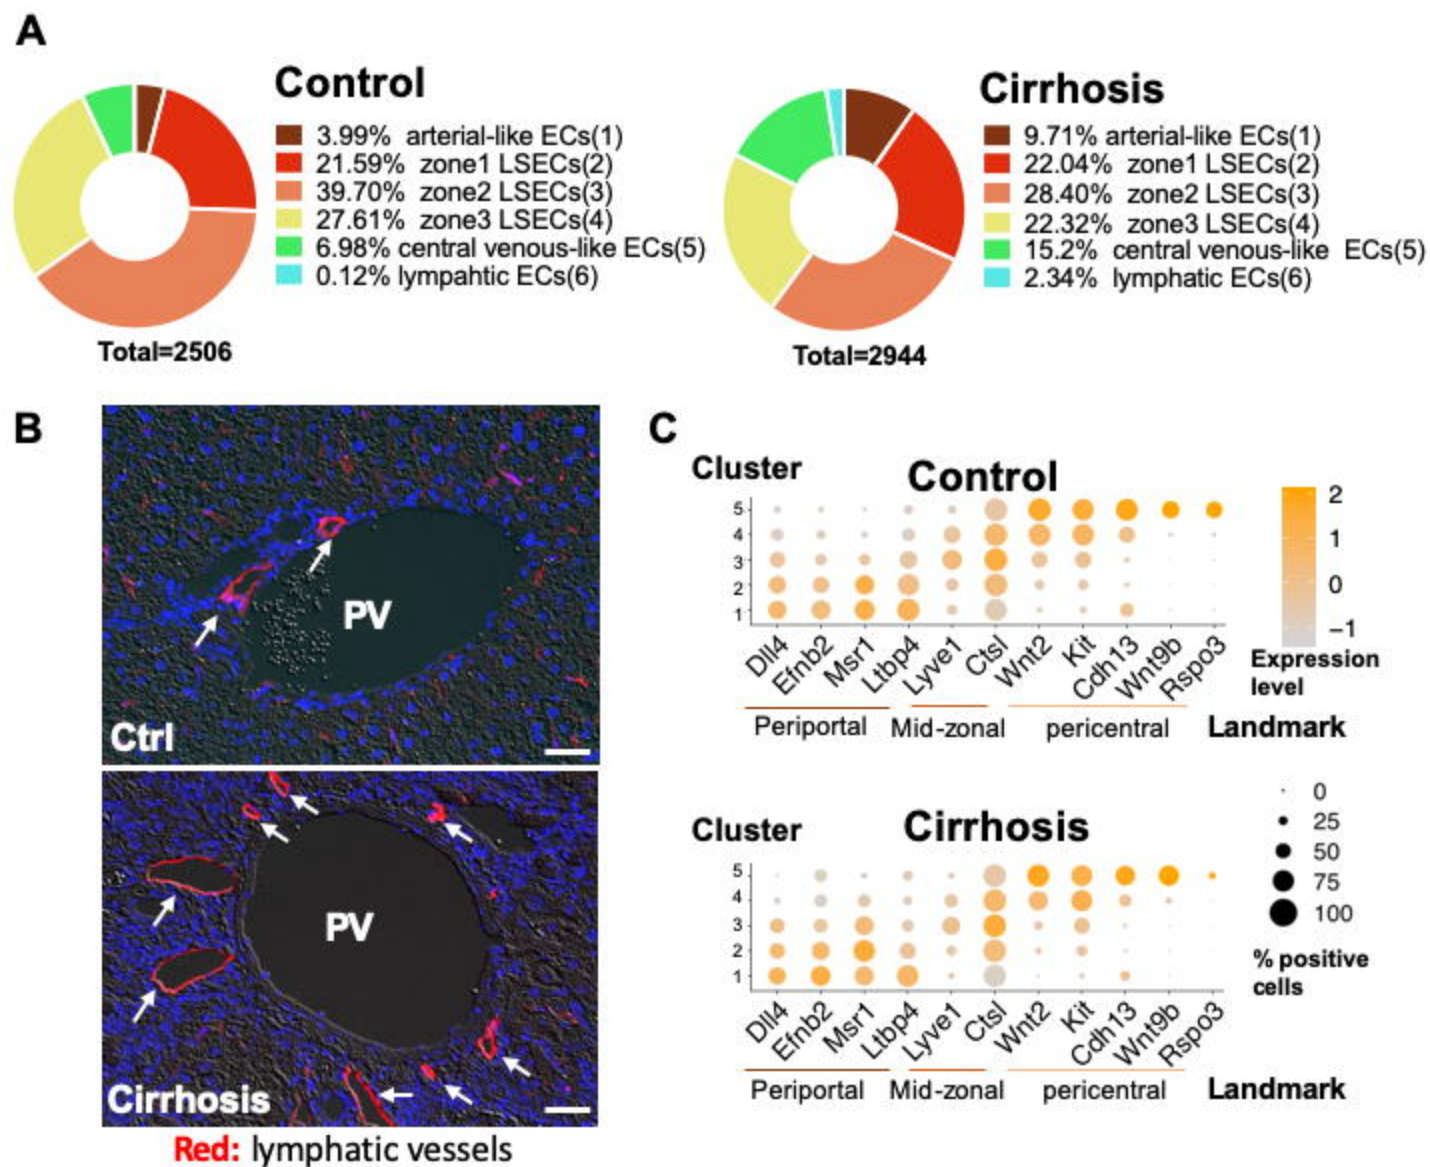 A
Control
3.99% arterial-like ECs(1)
21.59% zone1 LSECs(2)
39.70% zone2 LSECs(3)
27.61% zone3 LSECs(4)
6.98% central venous-like ECs(5)
0.12% lympahtic ECs(6)
Total=2506
Cirrhosis
9.71% arterial-like ECs(1)
22.04% zone1 LSECs(2)
28.40% zone2 LSECs(3)
22.32% zone3 LSECs(4)
15.2% central venous-like ECs(5)
2.34% lymphatic ECs(6)
Total=2944
B
PV
Ctrl
PV
Cirrhosis
Red: lymphatic vessels
C
Cluster
Control
5
4
3
2
1
Dll4 Efnb2 Msr1 Ltbp4 Lyve1 Ctsl Wnt2 Kit Cdh13 Wnt9b Rspo3
Periportal Mid-zonal pericentral Landmark
2
1
0
−1
Expression
level
Cluster
Cirrhosis
5
4
3
2
1
Dll4 Efnb2 Msr1 Ltbp4 Lyve1 Ctsl Wnt2 Kit Cdh13 Wnt9b Rspo3
Periportal Mid-zonal pericentral Landmark
0
25
50
75
100
% positive
cells